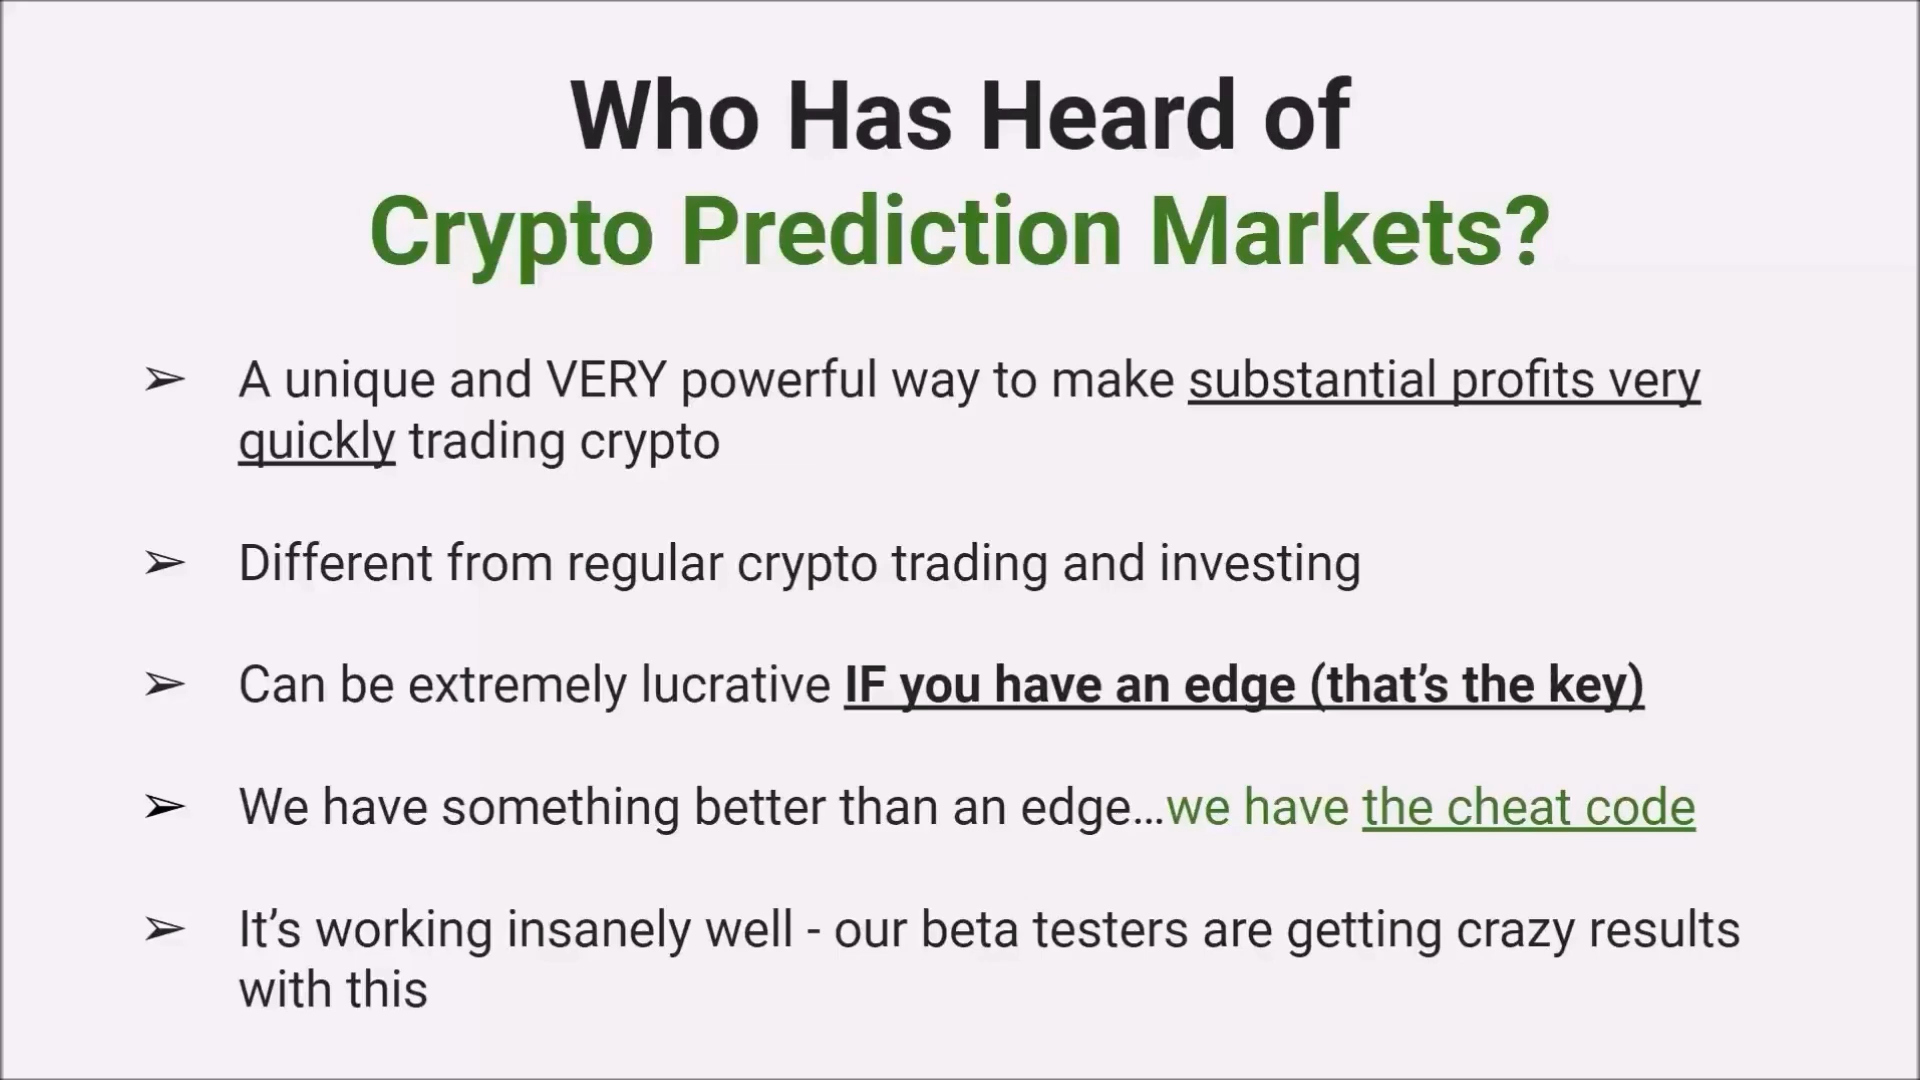 Who Has Heard of
Crypto Prediction Markets?
➢ A unique and VERY powerful way to make substantial profits very
quickly trading crypto
➢ Different from regular crypto trading and investing
➢ Can be extremely lucrative IF you have an edge (that’s the key)
➢ We have something better than an edge...we have the cheat code
➢ It’s working insanely well - our beta testers are getting crazy results
with this